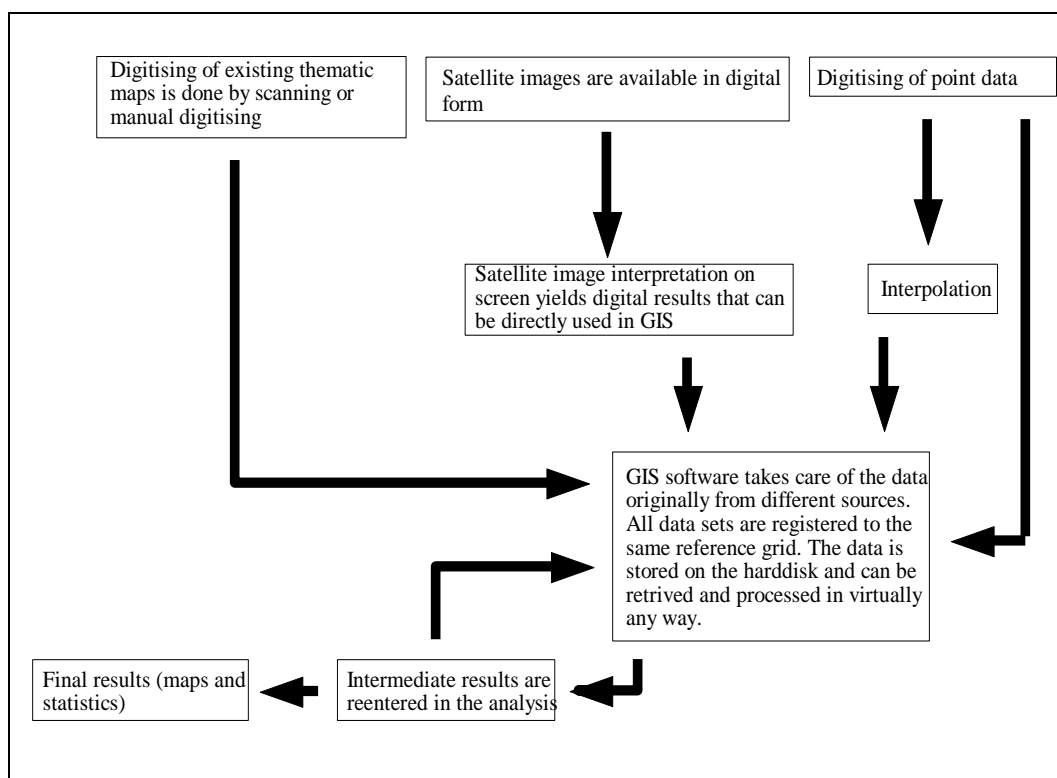 Digitising of existing thematic
maps is done by scanning or
manual digitising
Satellite images are available in digital
form
Digitising of point data
Satellite image interpretation on
screen yields digital results that can
be directly used in GIS
Interpolation
GIS software takes care of the data
originally from different sources.
All data sets are registered to the
same reference grid. The data is
stored on the harddisk and can be
retrived and processed in virtually
any way.
Final results (maps and
statistics)
Intermediate results are
reentered in the analysis